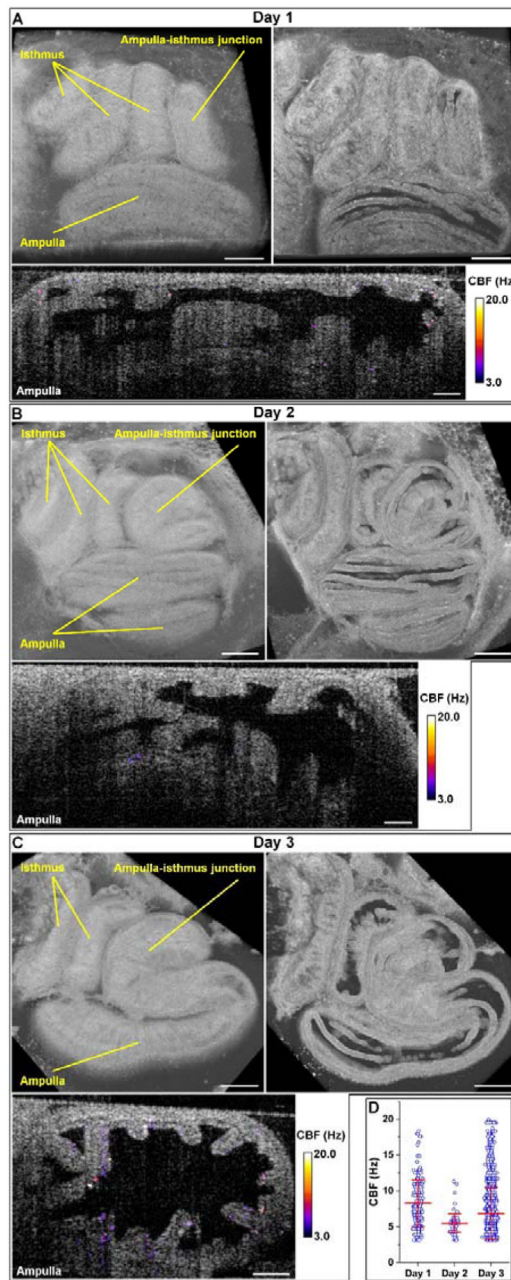 A
Day 1
Isthmus
Ampulla-isthmus junction
Ampulla
CBF (Hz)
20.0
3.0
Ampulla
B
Day 2
Isthmus
Ampulla-isthmus junction
Ampulla
CBF (Hz)
20.0
3.0
Ampulla
C
Day 3
Isthmus
Ampulla-isthmus junction
Ampulla
CBF (Hz)
20.0
3.0
Ampulla
D
CBF (Hz)
20
15
10
5
0
Day 1 Day 2 Day 3